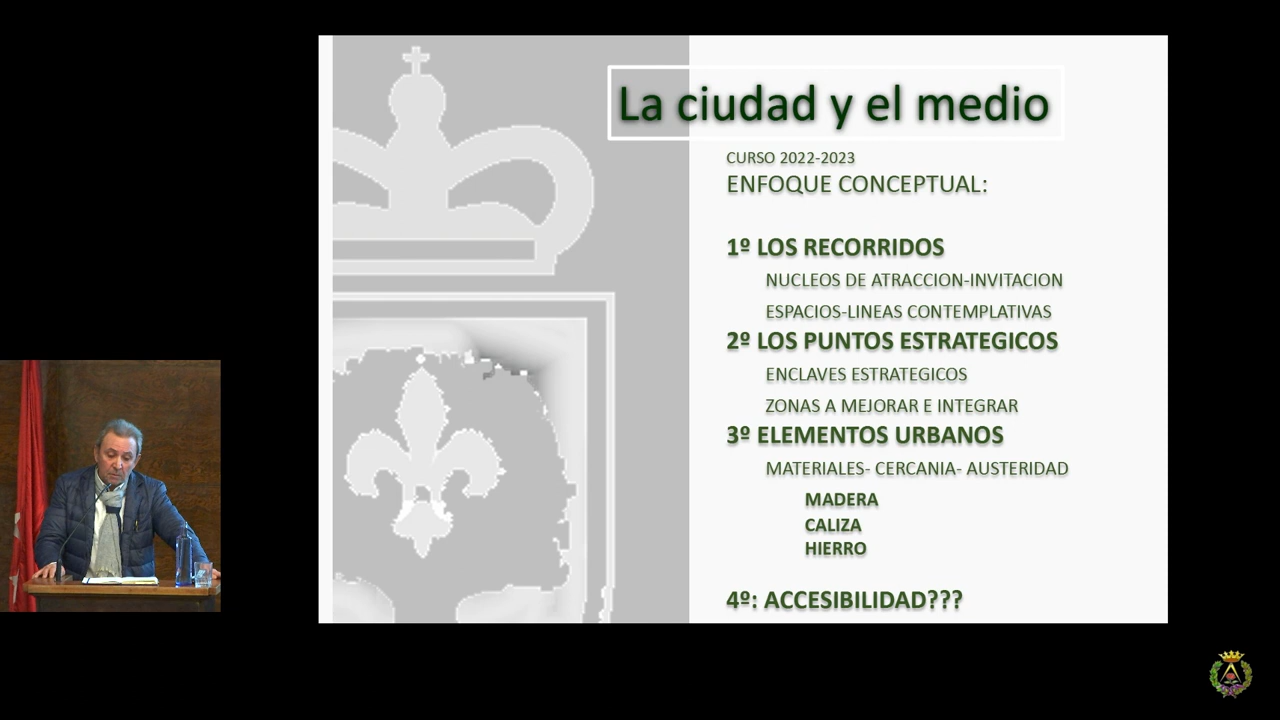 La ciudad y el medio
CURSO 2022-2023
ENFOQUE CONCEPTUAL:
1º LOS RECORRIDOS
NUCLEOS DE ATRACCION-INVITACION
ESPACIOS-LINEAS CONTEMPLATIVAS
2º LOS PUNTOS ESTRATEGICOS
ENCLAVES ESTRATEGICOS
ZONAS A MEJORAR E INTEGRAR
3º ELEMENTOS URBANOS
MATERIALES- CERCANIA- AUSTERIDAD
MADERA
CALIZA
HIERRO
4º: ACCESIBILIDAD???